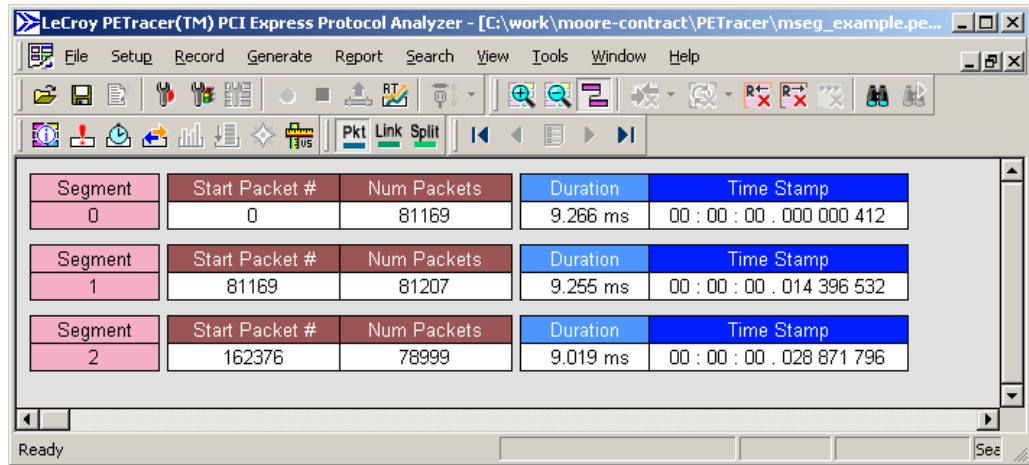 LeCroy PETracer(TM) PCI Express Protocol Analyzer - [C:\work\moore-contract\PETracer\mseg_example.pe...
File Setup Record Generate Report Search View Tools Window Help
Pkt Link Split
Segment Start Packet # Num Packets Duration Time Stamp
0 0 81169 9.266 ms 00 : 00 : 00 . 000 000 412
Segment Start Packet # Num Packets Duration Time Stamp
1 81169 81207 9.255 ms 00 : 00 : 00 . 014 396 532
Segment Start Packet # Num Packets Duration Time Stamp
2 162376 78999 9.019 ms 00 : 00 : 00 . 028 871 796
Ready Sea